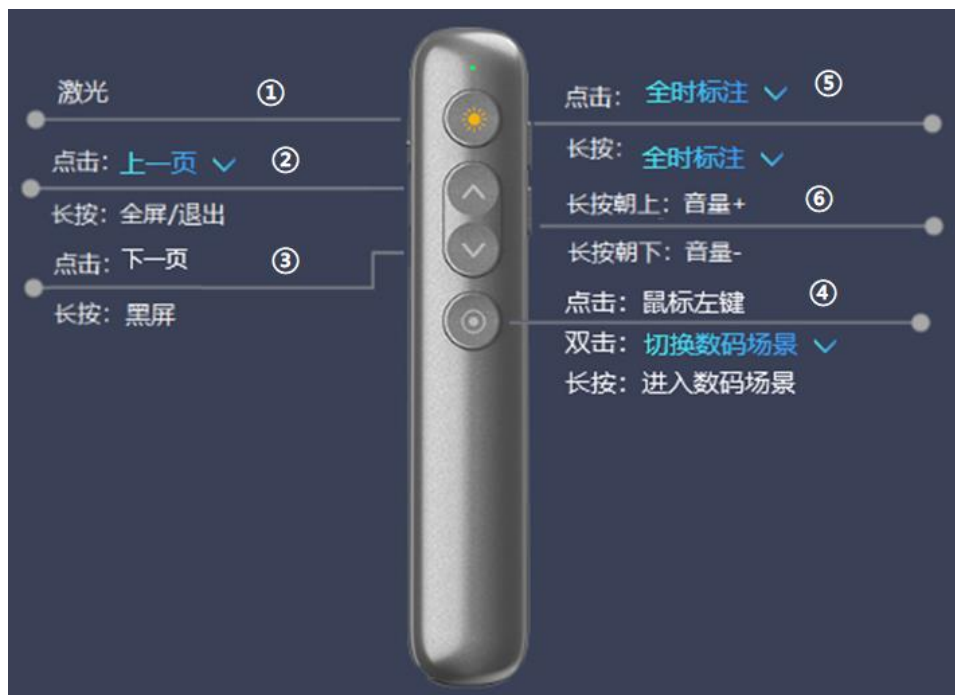 激光 ①
点击：上一页 ②
长按：全屏/退出
点击：下一页 ③
长按：黑屏
点击： 全时标注 ⑤
长按： 全时标注
长按朝上：音量+ ⑥
长按朝下：音量-
点击：鼠标左键 ④
双击：切换数码场景
长按：进入数码场景